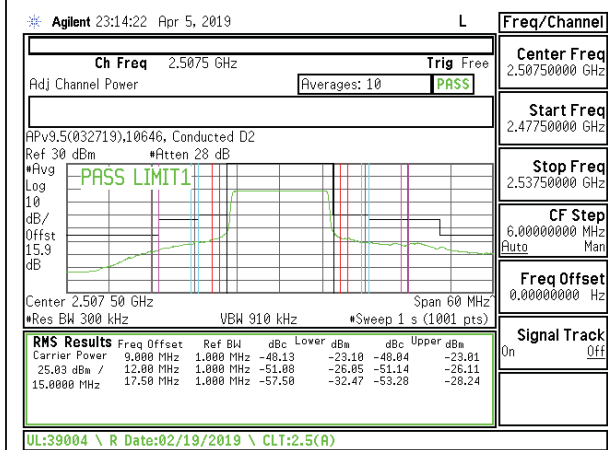 Agilent 23:14:22 Apr 5, 2019 L Freq/Channel
Ch Freq 2.5075 GHz Trig Free
Adj Channel Power Averages: 10 PASS
APv9.5(032719),10646, Conducted D2
Ref 30 dBm #Atten 28 dB
#Avg
Log
10
dB/
Offst
15.9
dB
PASS LIMIT1
Center 2.507 50 GHz Span 60 MHz
#Res BW 300 kHz VBW 910 kHz #Sweep 1 s (1001 pts)
RMS Results Freq Offset Ref BW dBc Lower dBm dBc Upper dBm
Carrier Power 9.000 MHz 1.000 MHz -48.13 -23.10 -48.04 -23.01
25.03 dBm / 12.00 MHz 1.000 MHz -51.08 -26.05 -51.14 -26.11
15.0000 MHz 17.50 MHz 1.000 MHz -57.50 -32.47 -53.28 -28.24
UL:39004 \ R Date:02/19/2019 \ CLT:2.5(A)
Center Freq
2.50750000 GHz
Start Freq
2.47750000 GHz
Stop Freq
2.53750000 GHz
CF Step
6.00000000 MHz
Auto Man
Freq Offset
0.00000000 Hz
Signal Track
On Off